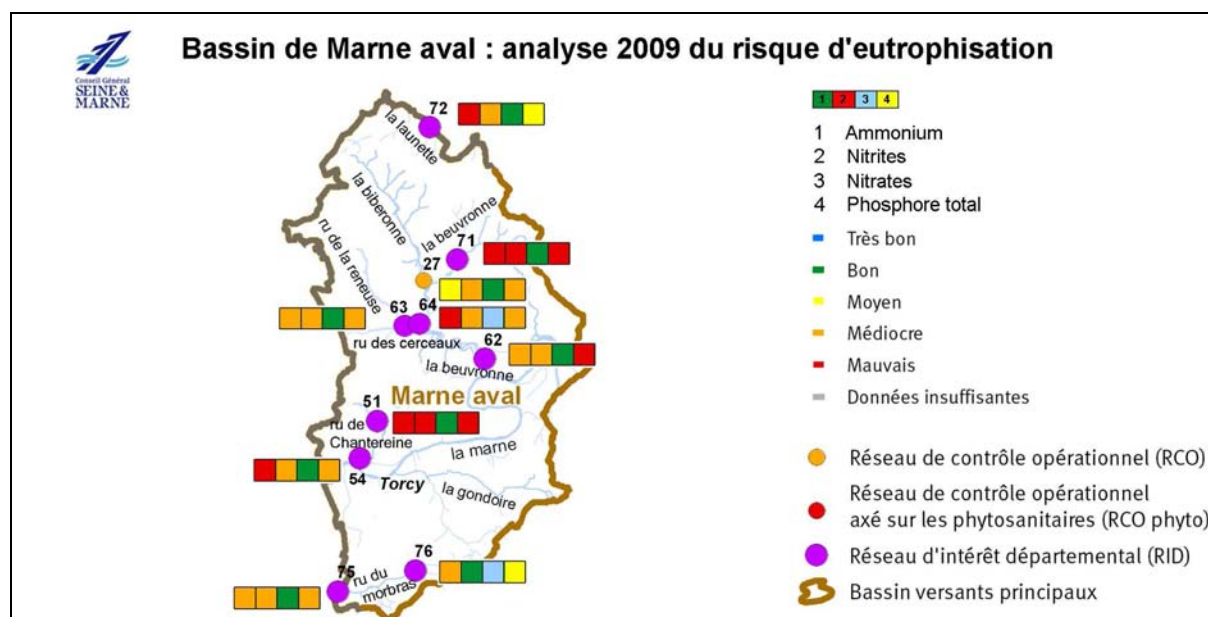 Bassin de Marne aval : analyse 2009 du risque d'eutrophisation
Conseil Général
SEINE &
MARNE
72
la launette
la biberonne
la beuvronne
71
ru de la reneuse
27
63
64
ru des cerceaux
62
la beuvronne
Marne aval
51
ru de
Chantereine
la marne
54
Torcy
la gondoire
76
75
ru du
morbras
1 2 3 4
1 Ammonium
2 Nitrites
3 Nitrates
4 Phosphore total
Très bon
Bon
Moyen
Médiocre
Mauvais
Données insuffisantes
Réseau de contrôle opérationnel (RCO)
Réseau de contrôle opérationnel
axé sur les phytosanitaires (RCO phyto)
Réseau d'intérêt départemental (RID)
Bassin versants principaux